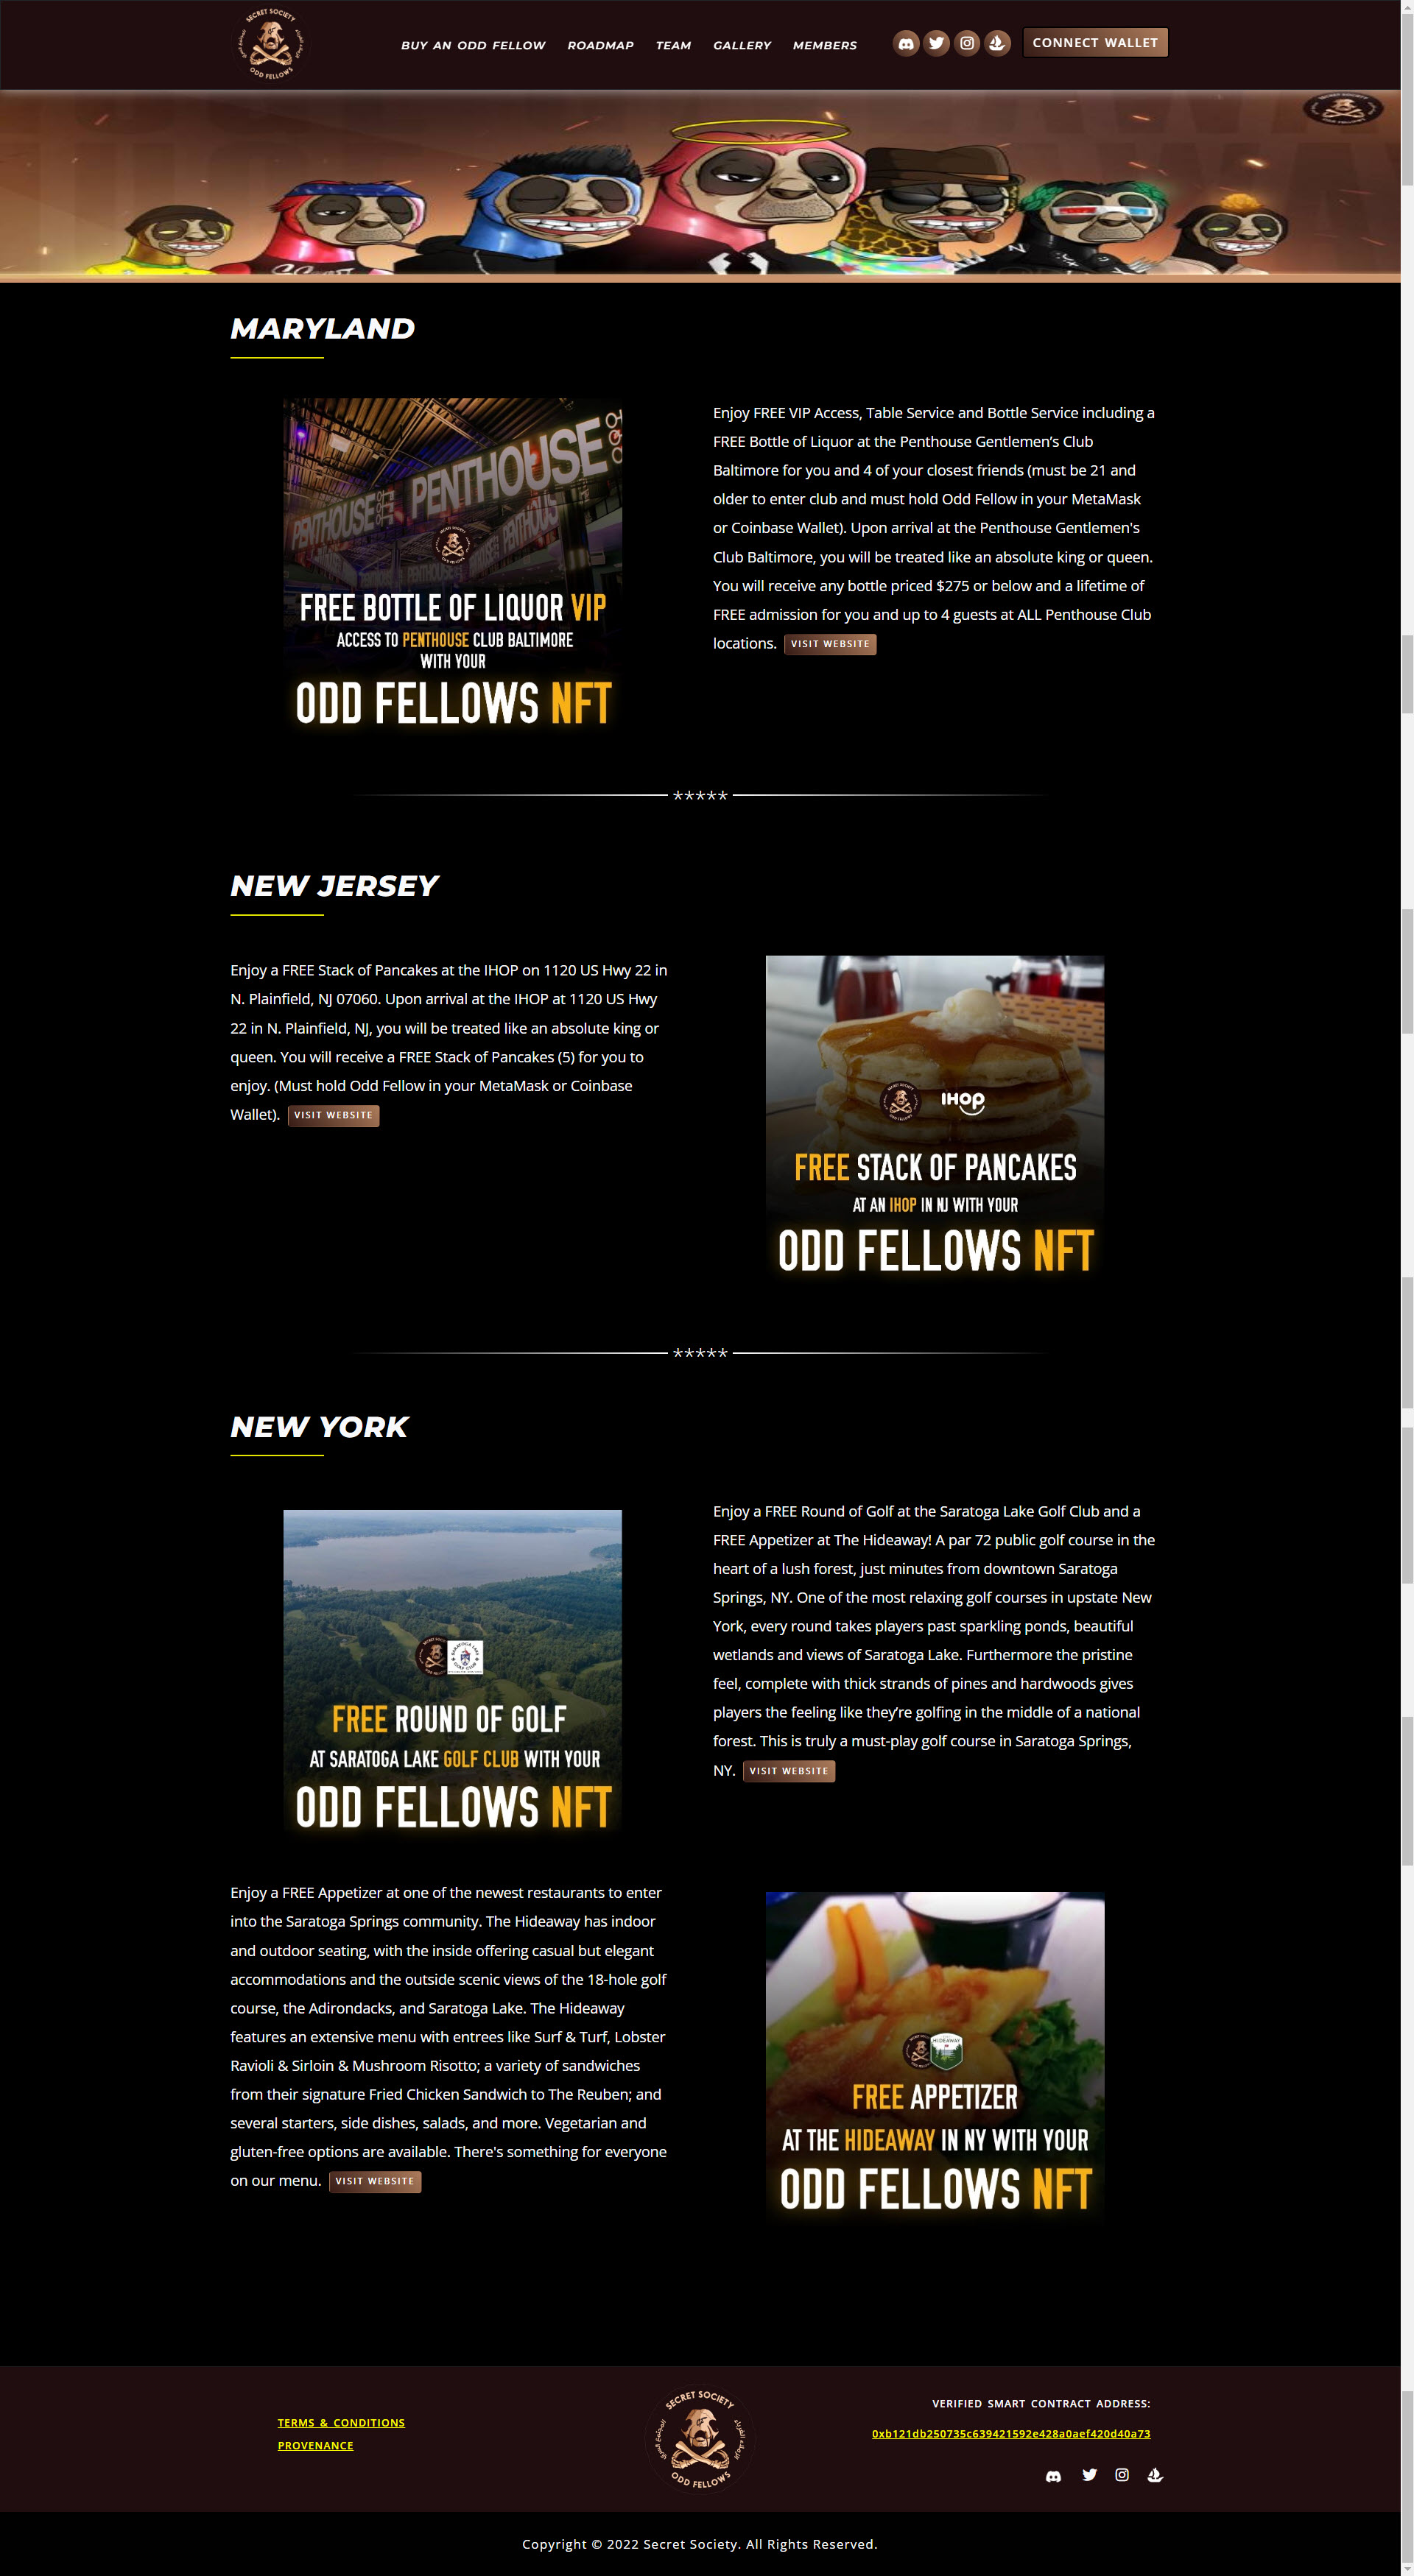 SECRET SOCIETY
ODD FELLOWS
BUY AN ODD FELLOW
ROADMAP
TEAM
GALLERY
MEMBERS
CONNECT WALLET
MARYLAND
PENTHOUSE
FREE BOTTLE OF LIQUOR VIP
ACCESS TO PENTHOUSE CLUB BALTIMORE
WITH YOUR
ODD FELLOWS NFT
Enjoy FREE VIP Access, Table Service and Bottle Service including a
FREE Bottle of Liquor at the Penthouse Gentlemen’s Club
Baltimore for you and 4 of your closest friends (must be 21 and
older to enter club and must hold Odd Fellow in your MetaMask
or Coinbase Wallet). Upon arrival at the Penthouse Gentlemen's
Club Baltimore, you will be treated like an absolute king or queen.
You will receive any bottle priced $275 or below and a lifetime of
FREE admission for you and up to 4 guests at ALL Penthouse Club
locations. VISIT WEBSITE
*****
NEW JERSEY
Enjoy a FREE Stack of Pancakes at the IHOP on 1120 US Hwy 22 in
N. Plainfield, NJ 07060. Upon arrival at the IHOP at 1120 US Hwy
22 in N. Plainfield, NJ, you will be treated like an absolute king or
queen. You will receive a FREE Stack of Pancakes (5) for you to
enjoy. (Must hold Odd Fellow in your MetaMask or Coinbase
Wallet). VISIT WEBSITE
IHOP
FREE STACK OF PANCAKES
AT AN IHOP IN NJ WITH YOUR
ODD FELLOWS NFT
*****
NEW YORK
FREE ROUND OF GOLF
AT SARATOGA LAKE GOLF CLUB WITH YOUR
ODD FELLOWS NFT
Enjoy a FREE Round of Golf at the Saratoga Lake Golf Club and a
FREE Appetizer at The Hideaway! A par 72 public golf course in the
heart of a lush forest, just minutes from downtown Saratoga
Springs, NY. One of the most relaxing golf courses in upstate New
York, every round takes players past sparkling ponds, beautiful
wetlands and views of Saratoga Lake. Furthermore the pristine
feel, complete with thick strands of pines and hardwoods gives
players the feeling like they’re golfing in the middle of a national
forest. This is truly a must-play golf course in Saratoga Springs,
NY. VISIT WEBSITE
Enjoy a FREE Appetizer at one of the newest restaurants to enter
into the Saratoga Springs community. The Hideaway has indoor
and outdoor seating, with the inside offering casual but elegant
accommodations and the outside scenic views of the 18-hole golf
course, the Adirondacks, and Saratoga Lake. The Hideaway
features an extensive menu with entrees like Surf & Turf, Lobster
Ravioli & Sirloin & Mushroom Risotto; a variety of sandwiches
from their signature Fried Chicken Sandwich to The Reuben; and
several starters, side dishes, salads, and more. Vegetarian and
gluten-free options are available. There's something for everyone
on our menu. VISIT WEBSITE
HIDEAWAY
FREE APPETIZER
AT THE HIDEAWAY IN NY WITH YOUR
ODD FELLOWS NFT
TERMS & CONDITIONS
PROVENANCE
SECRET SOCIETY
ODD FELLOWS
VERIFIED SMART CONTRACT ADDRESS:
0xb121db250735c639421592e428a0aef420d40a73
Copyright © 2022 Secret Society. All Rights Reserved.